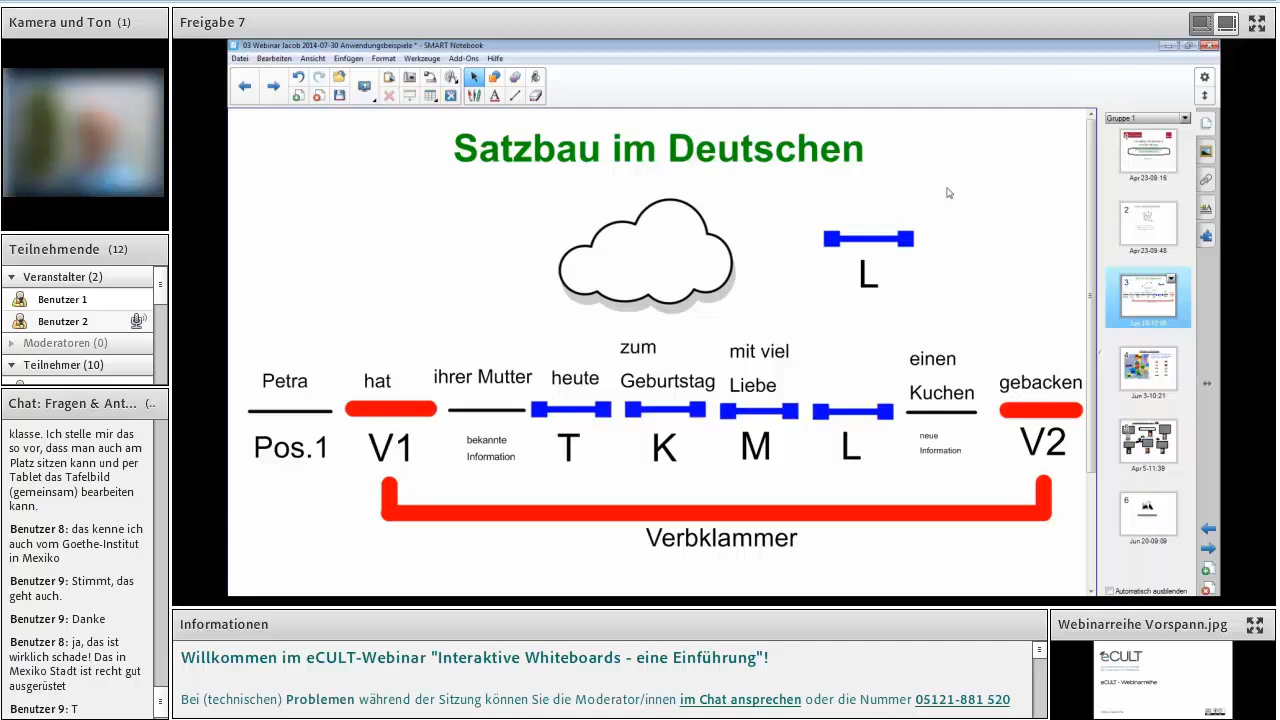 Kamera und Ton (1)
Freigabe 7
03 Webinar Jacob 2014-07-30 Anwendungsbeispiele * - SMART Notebook
Datei Bearbeiten Ansicht Einfügen Format Werkzeuge Add-Ons Hilfe
Satzbau im Deutschen
L
Petra
hat
ihrer Mutter
heute
zum
Geburtstag
mit viel
Liebe
einen
Kuchen
gebacken
Pos.1
V1
bekannte
Information
T
K
M
L
neue
Information
V2
Verbklammer
Gruppe 1
Apr 23-09:16
2
Apr 23-09:48
3
4
Jun 3-10:21
Apr 5-11:39
6
Jun 20-09:09
Automatisch ausblenden
Teilnehmende (12)
Veranstalter (2)
Benutzer 1
Benutzer 2
Moderatoren (0)
Teilnehmer (10)
Chat: Fragen & Ant... (..
klasse. Ich stelle mir das
so vor, dass man auch am
Platz sitzen kann und per
Tablet das Tafelbild
(gemeinsam) bearbeiten
kann.
Benutzer 8: das kenne ich
auch vom Goethe-Institut
in Mexiko
Benutzer 9: Stimmt, das
geht auch.
Benutzer 9: Danke
Benutzer 8: ja, das ist
wirklich schade! Das in
Mexiko Stadt ist recht gut
ausgerüstet
Benutzer 9: T
Informationen
Willkommen im eCULT-Webinar "Interaktive Whiteboards - eine Einführung"!
Bei (technischen) Problemen während der Sitzung können Sie die Moderator/innen im Chat ansprechen oder die Nummer 05121-881 520
Webinarreihe Vorspann.jpg
eCULT
eCULT - Webinarreihe